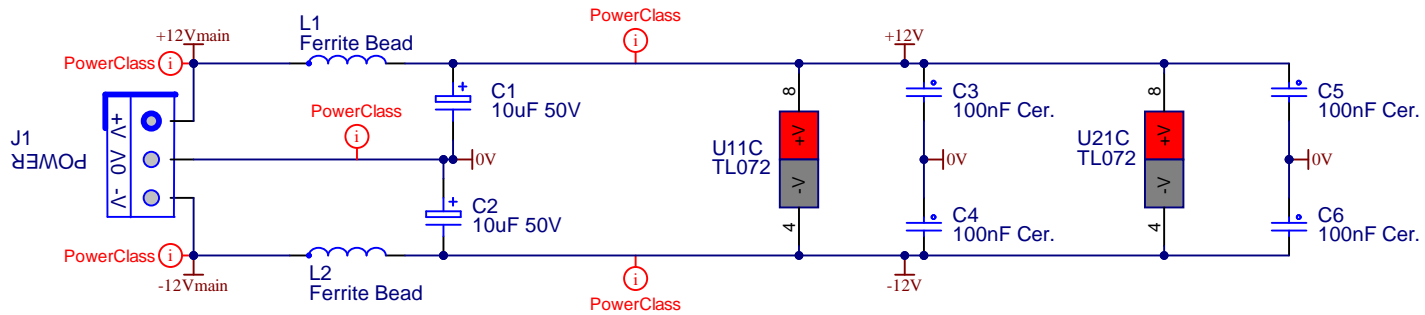 PowerClass
i
+12Vmain
L1
Ferrite Bead
PowerClass
i
+12V
J1
POWER
+V
0V
-V
PowerClass
i
C1
10uF 50V
0V
C2
10uF 50V
8
+V
-V
4
U11C
TL072
C3
100nF Cer.
0V
C4
100nF Cer.
8
+V
-V
4
U21C
TL072
C5
100nF Cer.
0V
C6
100nF Cer.
PowerClass
i
-12Vmain
L2
Ferrite Bead
i
PowerClass
-12V